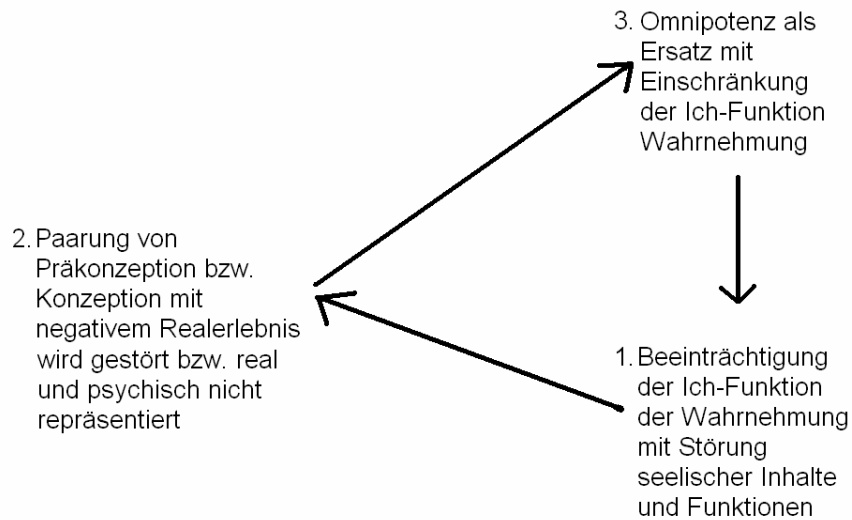 3. Omnipotenz als
Ersatz mit
Einschränkung
der Ich-Funktion
Wahrnehmung
2. Paarung von
Präkonzeption bzw.
Konzeption mit
negativem Realerlebnis
wird gestört bzw. real
und psychisch nicht
repräsentiert
1. Beeinträchtigung
der Ich-Funktion
der Wahrnehmung
mit Störung
seelischer Inhalte
und Funktionen